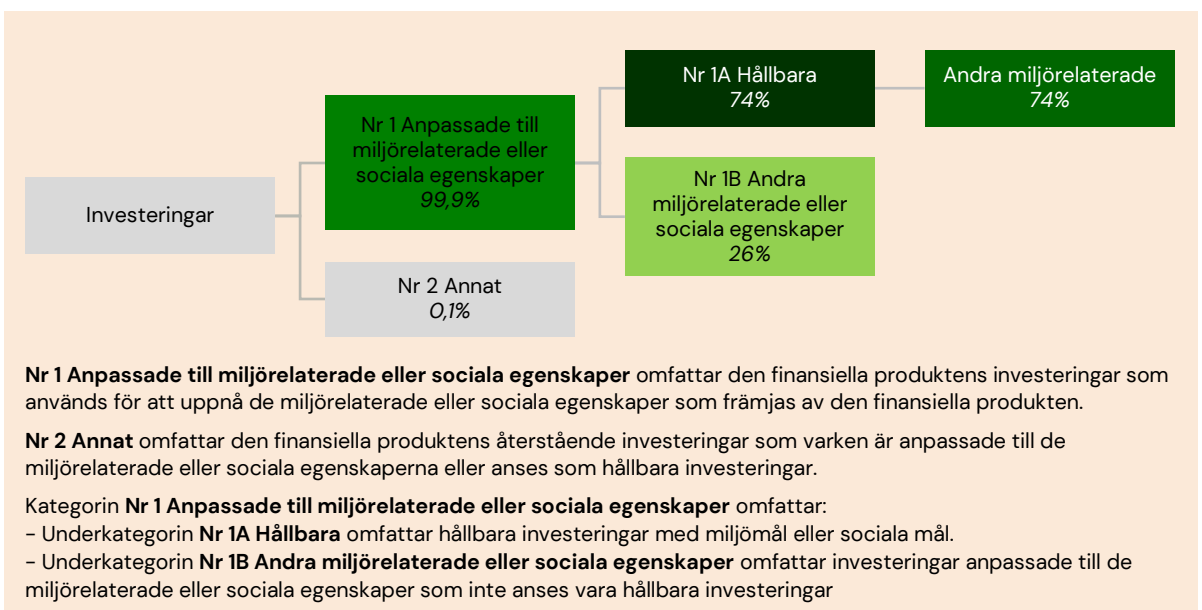 Nr 1A Hållbara
74%
Andra miljörelaterade
74%
Nr 1 Anpassade till
miljörelaterade eller
sociala egenskaper
99,9%
Nr 1B Andra
miljörelaterade eller
sociala egenskaper
26%
Investeringar
Nr 2 Annat
0,1%
Nr 1 Anpassade till miljörelaterade eller sociala egenskaper omfattar den finansiella produktens investeringar som
används för att uppnå de miljörelaterade eller sociala egenskaper som främjas av den finansiella produkten.
Nr 2 Annat omfattar den finansiella produktens återstående investeringar som varken är anpassade till de
miljörelaterade eller sociala egenskaperna eller anses som hållbara investeringar.
Kategorin Nr 1 Anpassade till miljörelaterade eller sociala egenskaper omfattar:
- Underkategorin Nr 1A Hållbara omfattar hållbara investeringar med miljömål eller sociala mål.
- Underkategorin Nr 1B Andra miljörelaterade eller sociala egenskaper omfattar investeringar anpassade till de
miljörelaterade eller sociala egenskaper som inte anses vara hållbara investeringar